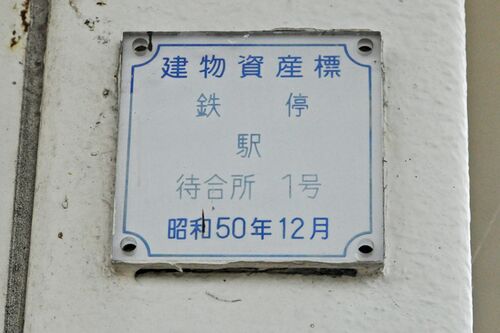 建物資産標
鉄 停
駅
待合所 1号
昭和50年12月